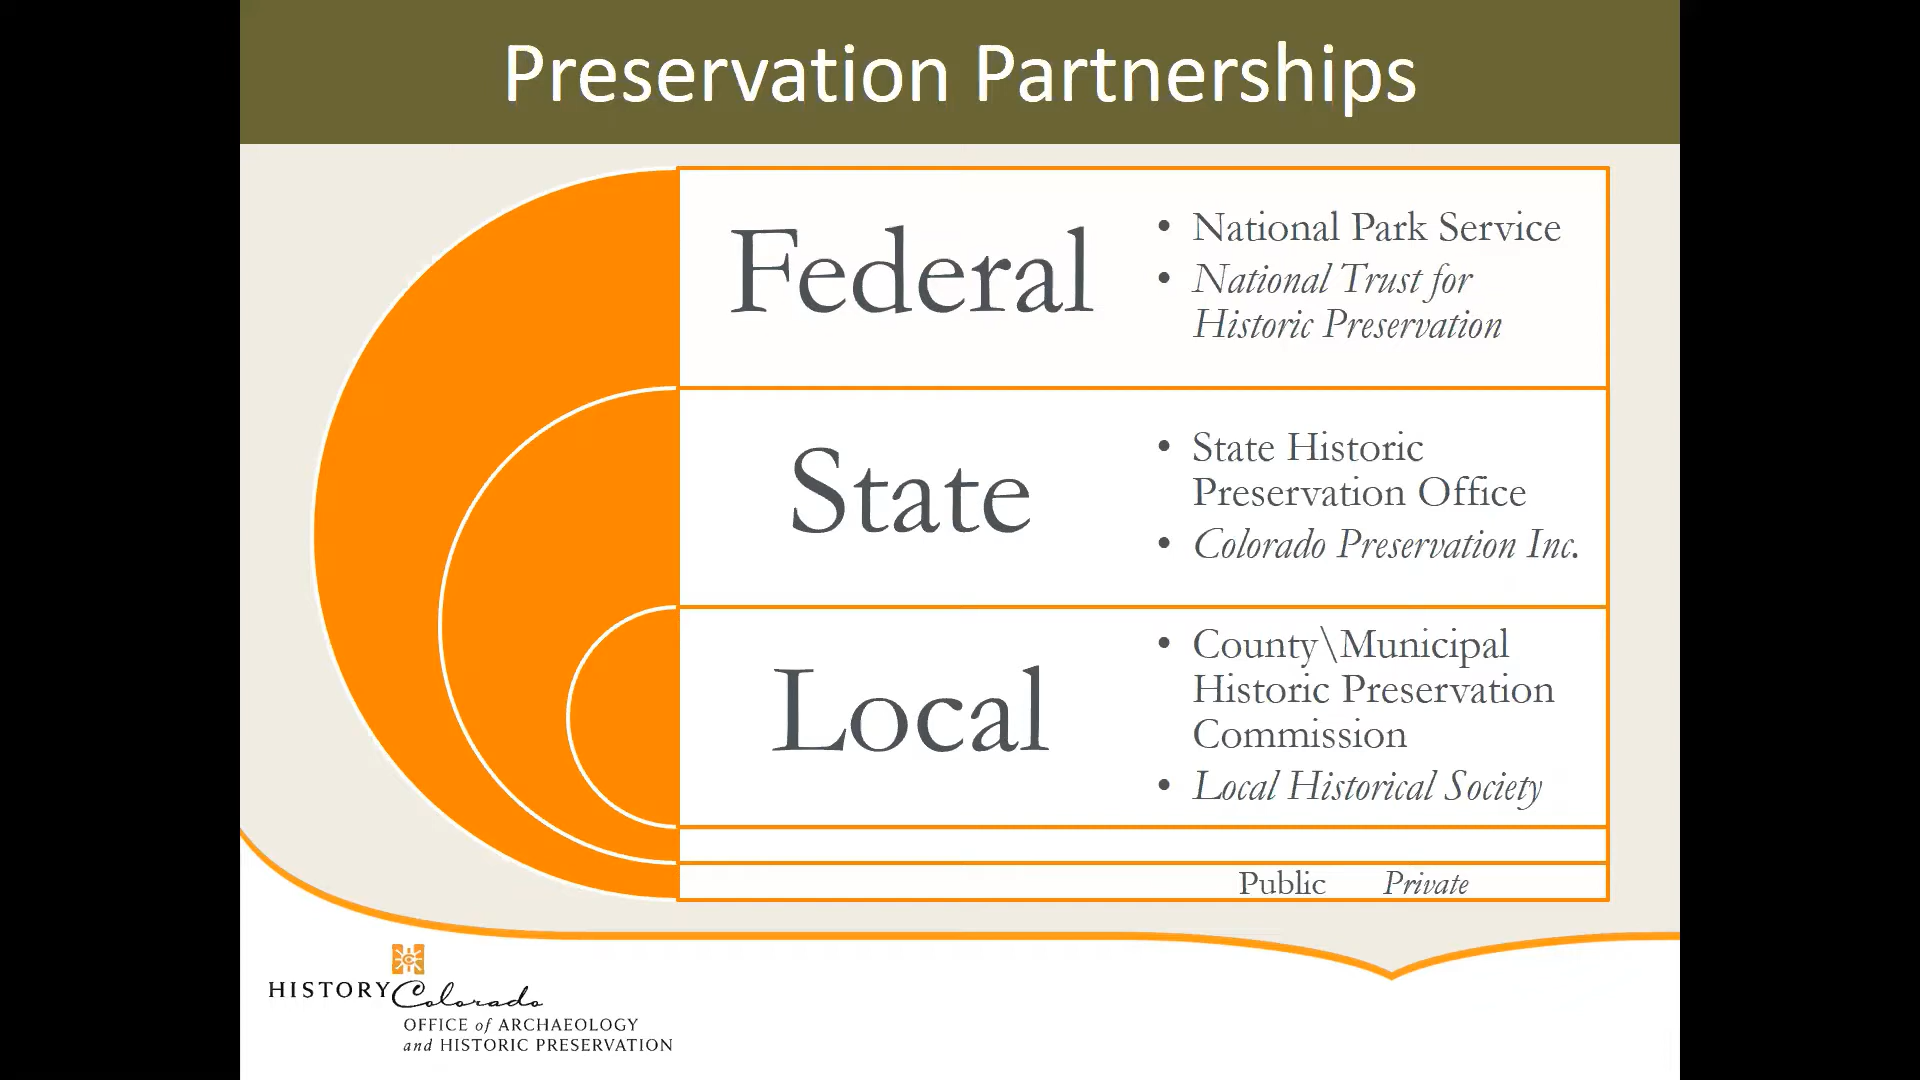 Preservation Partnerships
Federal
• National Park Service
• National Trust for
Historic Preservation
State
• State Historic
Preservation Office
• Colorado Preservation Inc.
Local
• County\Municipal
Historic Preservation
Commission
• Local Historical Society
Public Private
HISTORY Colorado
OFFICE of ARCHAEOLOGY
and HISTORIC PRESERVATION